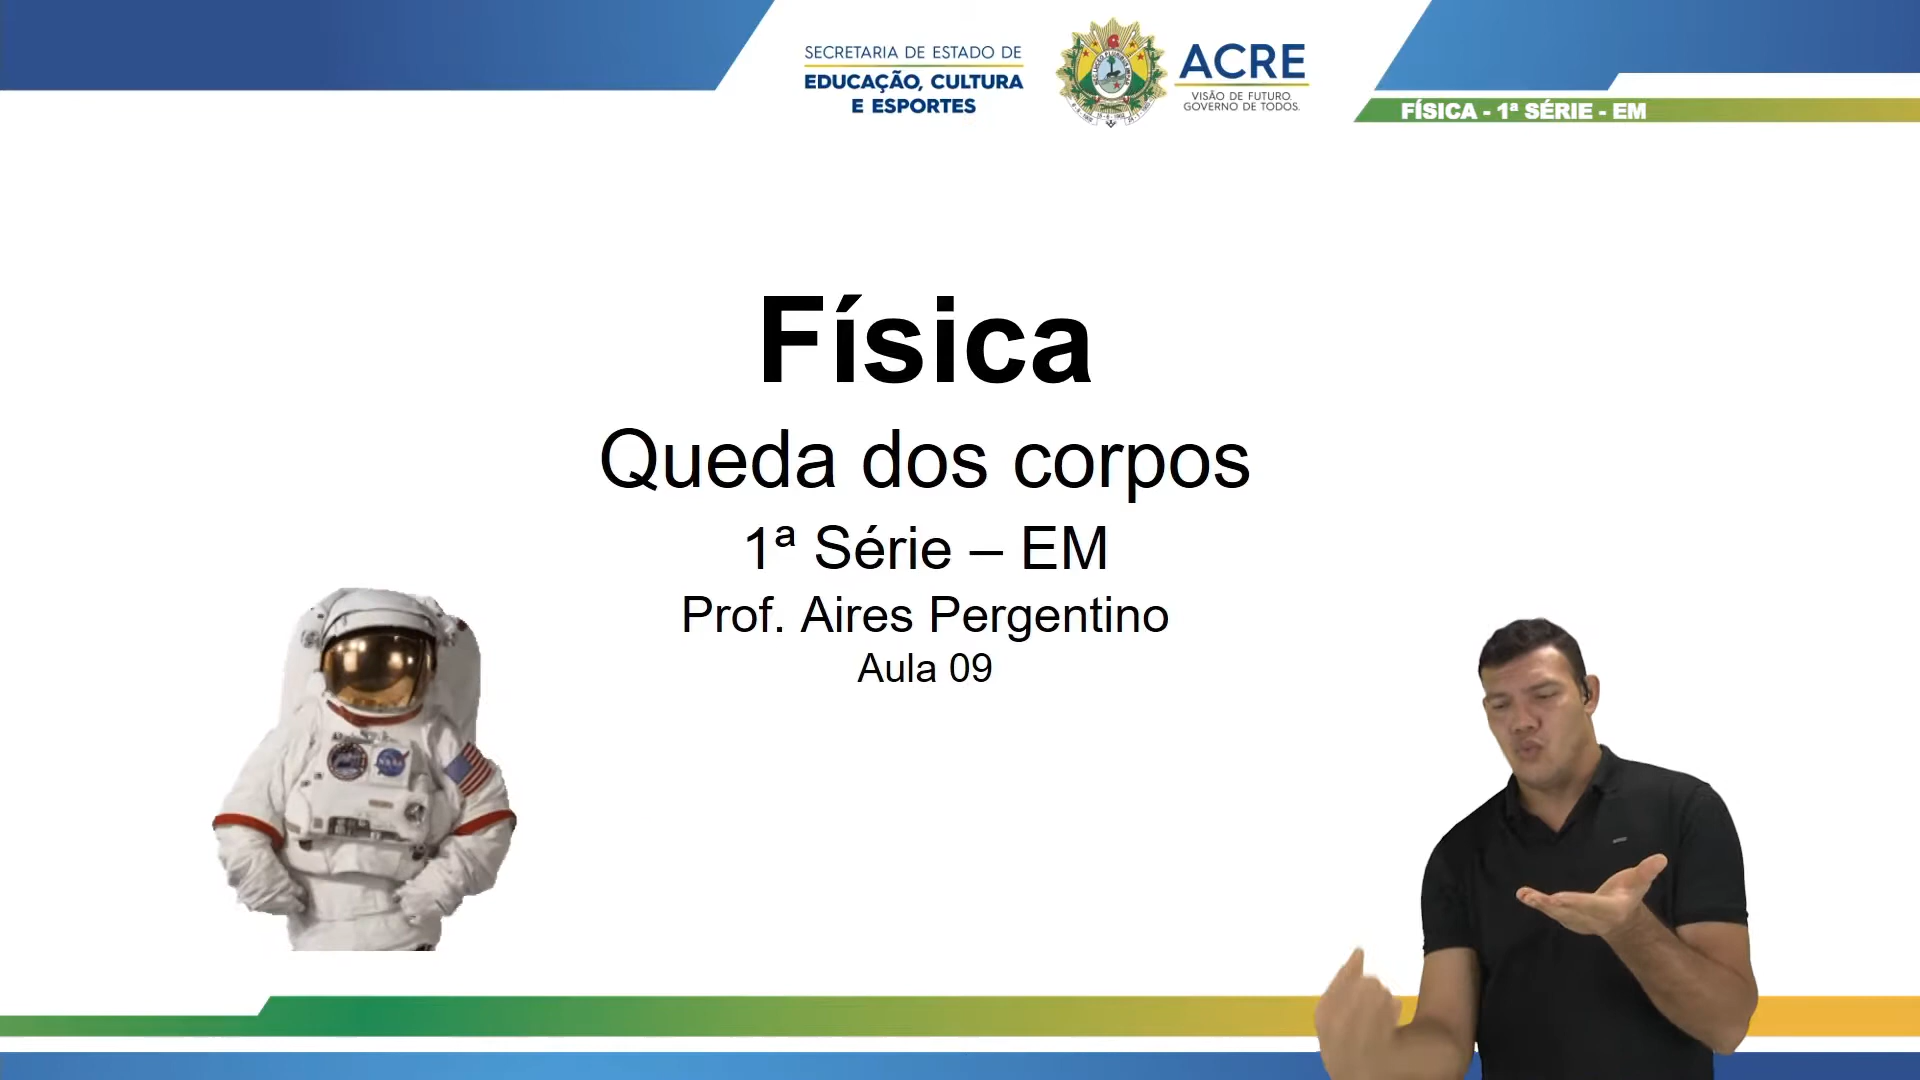 SECRETARIA DE ESTADO DE
EDUCAÇÃO, CULTURA
E ESPORTES
ACRE
VISÃO DE FUTURO.
GOVERNO DE TODOS.
FÍSICA - 1ª SÉRIE - EM
Física
Queda dos corpos
1ª Série – EM
Prof. Aires Pergentino
Aula 09
NASA